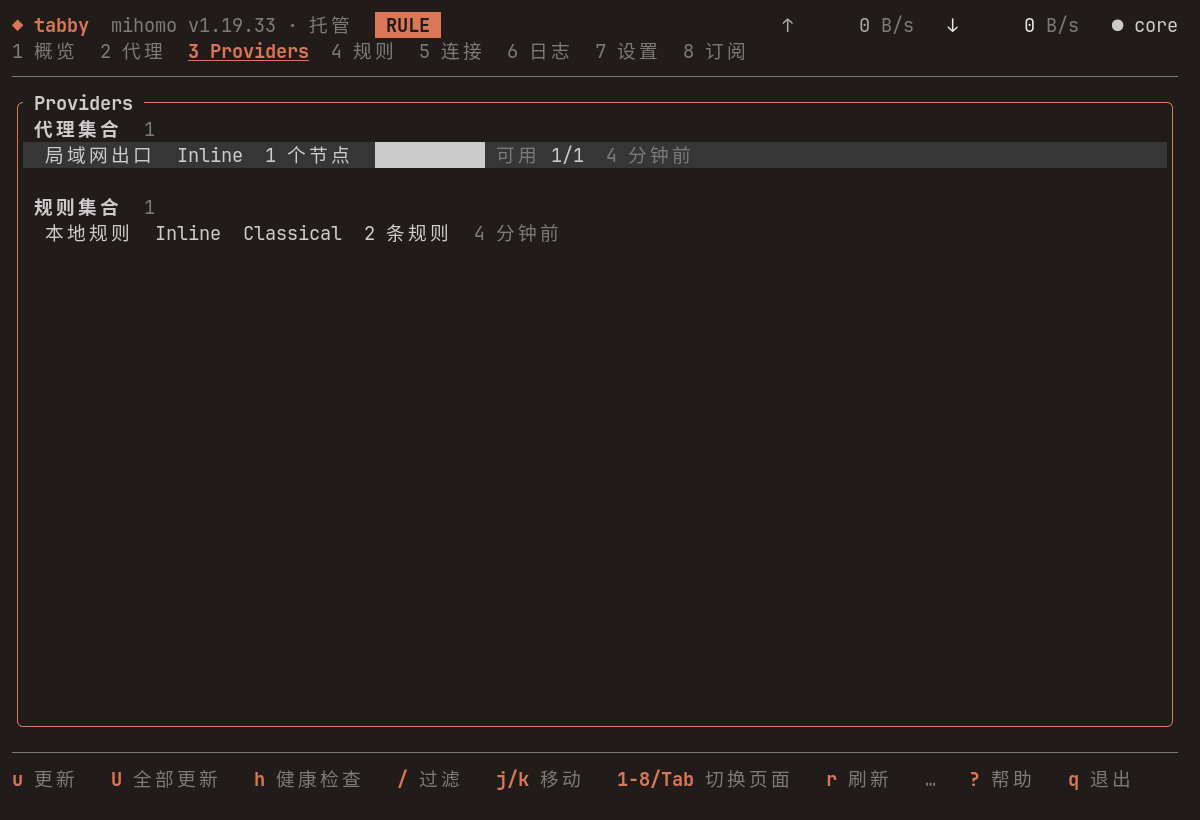 ◆ tabby  mihomo v1.19.33 · 托管  RULE  ↑ 0 B/s  ↓ 0 B/s  ● core
1 概览  2 代理  3 Providers  4 规则  5 连接  6 日志  7 设置  8 订阅
Providers
代理集合  1
局域网出口  Inline  1 个节点  可用 1/1  4 分钟前
规则集合  1
本地规则  Inline  Classical  2 条规则  4 分钟前
u 更新  U 全部更新  h 健康检查  / 过滤  j/k 移动  1-8/Tab 切换页面  r 刷新  …  ? 帮助  q 退出